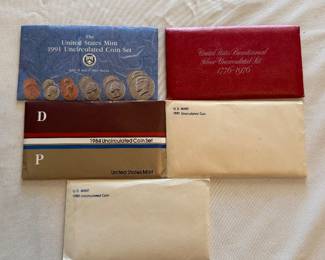 The
United States Mint
1991 Uncirculated Coin Set
United States Bicentennial
Silver Uncirculated Set
1776-1976
D
1984 Uncirculated Coin Set
P
United States Mint
U.S. MINT
1981 Uncirculated Coin
U.S. MINT
Uncirculated Coin